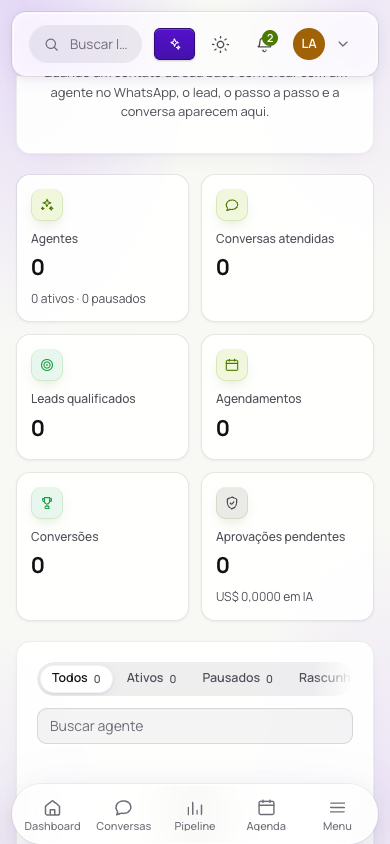 Buscar l...
2
LA
agente no WhatsApp, o lead, o passo a passo e a
conversa aparecem aqui.
Agentes
0
0 ativos · 0 pausados
Conversas atendidas
0
Leads qualificados
0
Agendamentos
0
Conversões
0
Aprovações pendentes
0
US$ 0,0000 em IA
Todos 0 Ativos 0 Pausados 0 Rascunh
Buscar agente
Dashboard Conversas Pipeline Agenda Menu